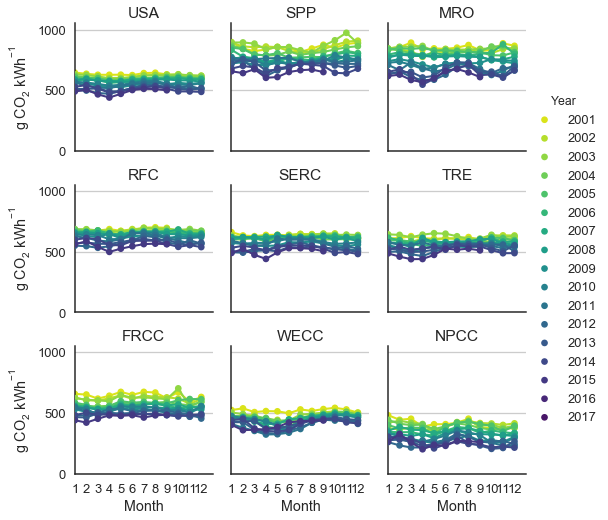 USA SPP MRO
1000
500
0
g CO2 kWh−1
RFC SERC TRE
1000
500
0
g CO2 kWh−1
FRCC WECC NPCC
1000
500
0
g CO2 kWh−1
1 2 3 4 5 6 7 8 9 10 11 12 1 2 3 4 5 6 7 8 9 10 11 12 1 2 3 4 5 6 7 8 9 10 11 12
Month Month Month
Year
2001
2002
2003
2004
2005
2006
2007
2008
2009
2010
2011
2012
2013
2014
2015
2016
2017